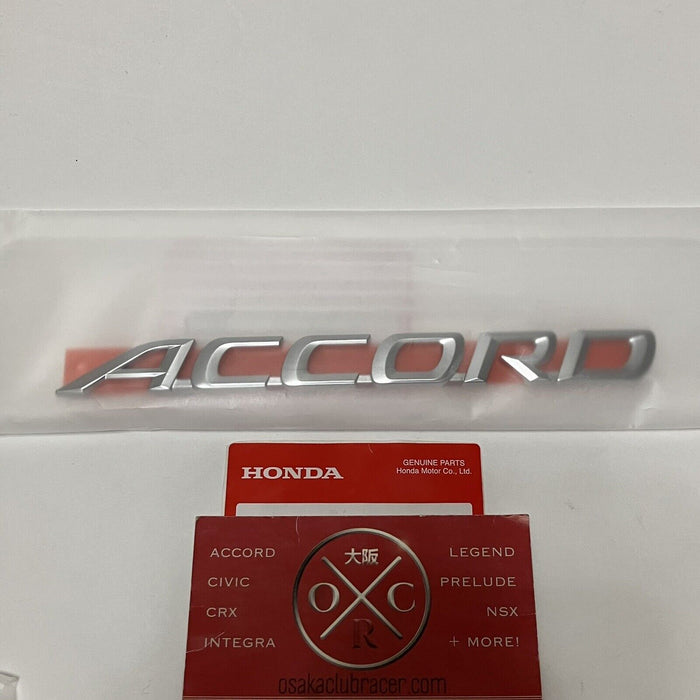 ACCORD
HONDA
GENUINE PARTS
Honda Motor Co., Ltd.
ACCORD
CIVIC
CRX
INTEGRA
大阪
O C
R
LEGEND
PRELUDE
NSX
+ MORE!
osakaclubracer.com